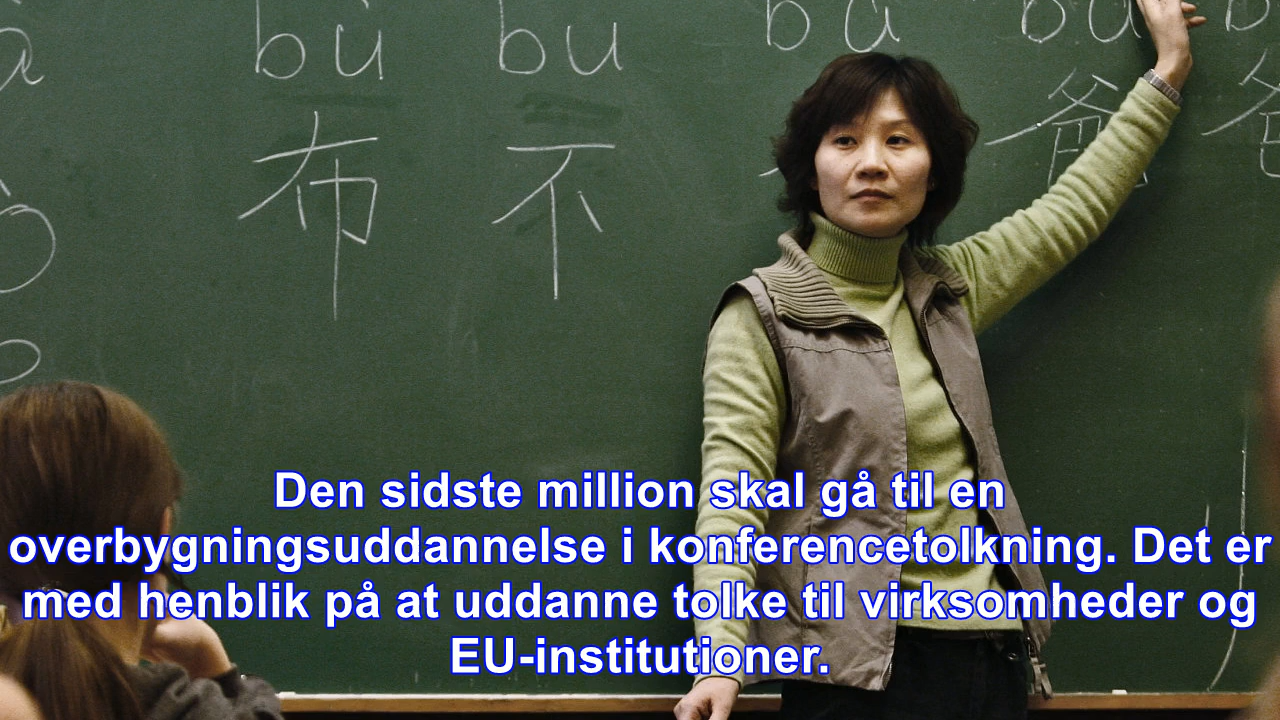 bù bu
布 不 爸
Den sidste million skal gå til en
overbygningsuddannelse i konferencetolkning. Det er
med henblik på at uddanne tolke til virksomheder og
EU-institutioner.